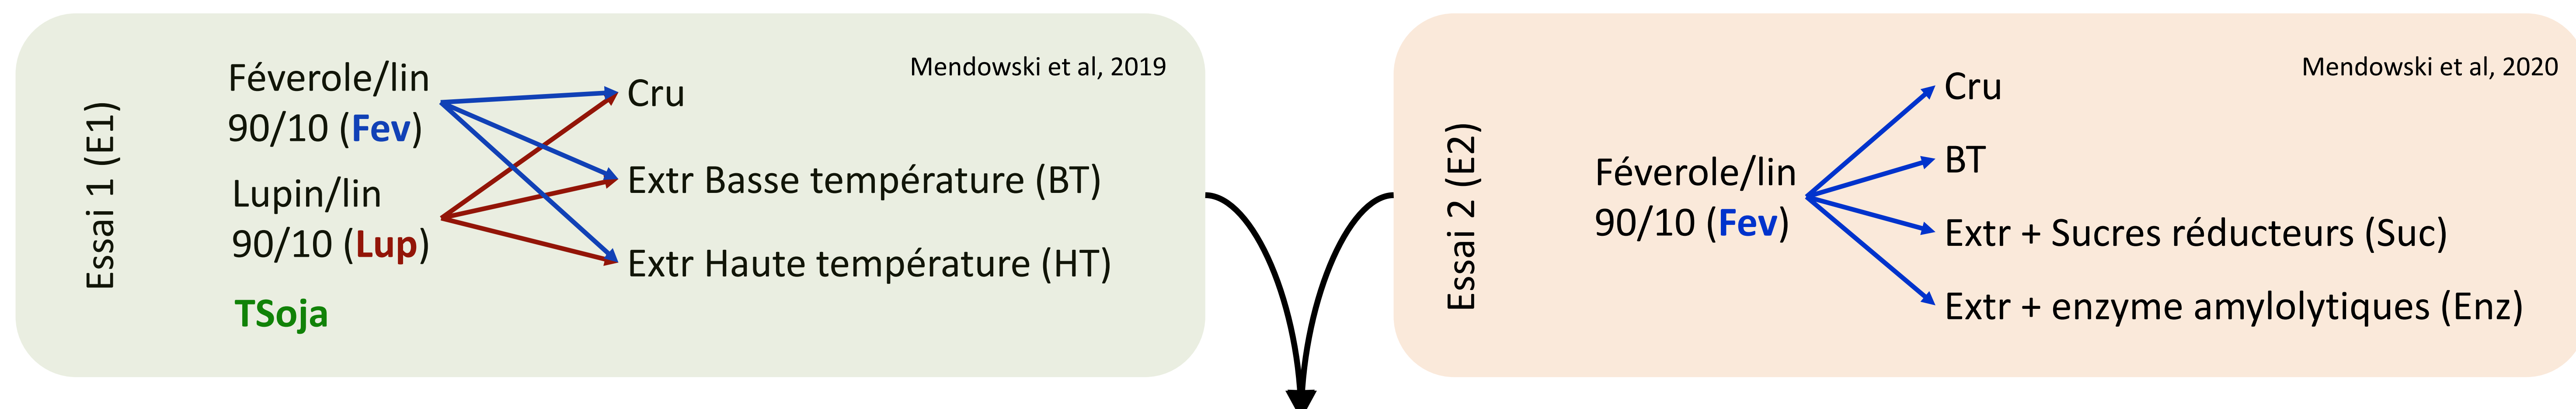 Essai 1 (E1)
Féverole/lin
90/10 (Fev)
Lupin/lin
90/10 (Lup)
TSoja
Mendowski et al, 2019
Cru
Extr Basse température (BT)
Extr Haute température (HT)
Essai 2 (E2)
Féverole/lin
90/10 (Fev)
Mendowski et al, 2020
Cru
BT
Extr + Sucres réducteurs (Suc)
Extr + enzyme amylolytiques (Enz)